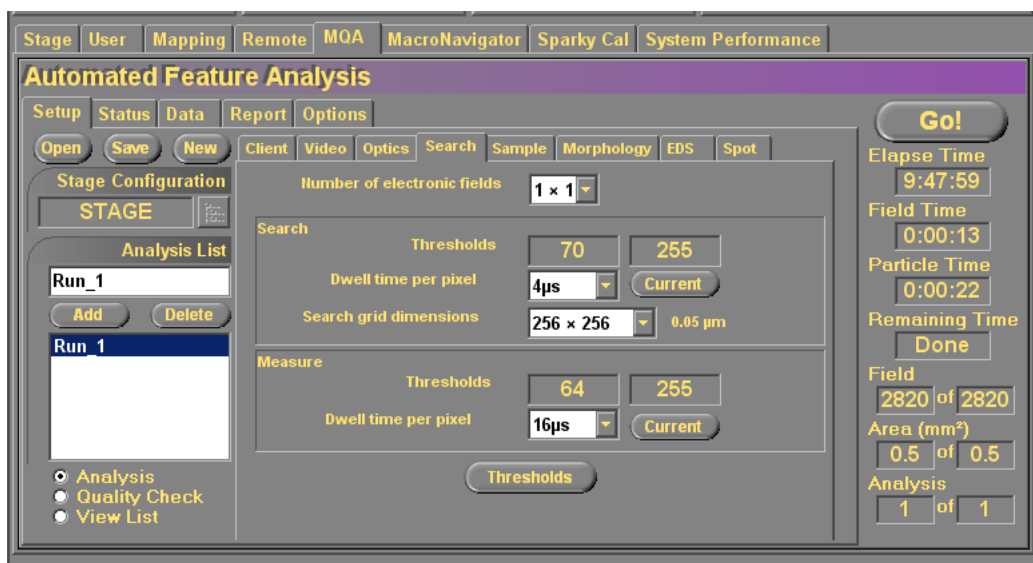 Stage User Mapping Remote MQA MacroNavigator Sparky Cal System Performance
Automated Feature Analysis
Setup Status Data Report Options
Open Save New
Client Video Optics Search Sample Morphology EDS Spot
Stage Configuration
STAGE
Analysis List
Run_1
Add Delete
Run_1
Analysis
Quality Check
View List
Number of electronic fields 1 × 1
Search
Thresholds 70 255
Dwell time per pixel 4µs Current
Search grid dimensions 256 × 256 0.05 µm
Measure
Thresholds 64 255
Dwell time per pixel 16µs Current
Thresholds
Go!
Elapse Time
9:47:59
Field Time
0:00:13
Particle Time
0:00:22
Remaining Time
Done
Field
2820 of 2820
Area (mm²)
0.5 of 0.5
Analysis
1 of 1